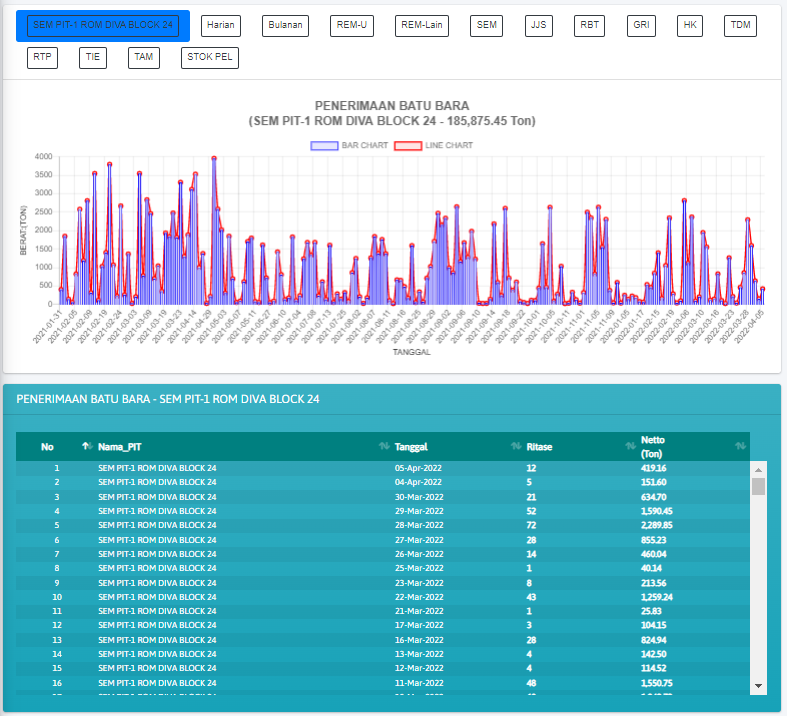 SEM PIT-1 ROM DIVA BLOCK 24 Harian Bulanan REM-U REM-Lain SEM JJS RBT GRI HK TDM
RTP TIE TAM STOK PEL
PENERIMAAN BATU BARA
(SEM PIT-1 ROM DIVA BLOCK 24 - 185,875.45 Ton)
BAR CHART LINE CHART
4000
3500
3000
2500
2000
1500
1000
500
0
BERAT(TON)
2021-01-31 2021-02-05 2021-02-09 2021-02-19 2021-02-24 2021-03-04 2021-03-09 2021-03-18 2021-03-23 2021-04-14 2021-04-29 2021-05-03 2021-05-07 2021-05-11 2021-05-27 2021-06-10 2021-07-04 2021-07-08 2021-07-13 2021-07-25 2021-08-02 2021-08-07 2021-08-11 2021-08-16 2021-08-25 2021-08-29 2021-09-02 2021-09-06 2021-09-10 2021-09-14 2021-09-18 2021-09-22 2021-10-01 2021-10-05 2021-10-11 2021-11-01 2021-11-05 2021-11-09 2022-01-05 2022-01-17 2022-02-15 2022-02-19 2022-03-06 2022-03-10 2022-03-16 2022-03-23 2022-03-28 2022-04-05
TANGGAL
PENERIMAAN BATU BARA - SEM PIT-1 ROM DIVA BLOCK 24
No Nama_PIT Tanggal Ritase Netto
(Ton)
1 SEM PIT-1 ROM DIVA BLOCK 24 05-Apr-2022 12 419.16
2 SEM PIT-1 ROM DIVA BLOCK 24 04-Apr-2022 5 151.60
3 SEM PIT-1 ROM DIVA BLOCK 24 30-Mar-2022 21 634.70
4 SEM PIT-1 ROM DIVA BLOCK 24 29-Mar-2022 52 1,590.45
5 SEM PIT-1 ROM DIVA BLOCK 24 28-Mar-2022 72 2,289.85
6 SEM PIT-1 ROM DIVA BLOCK 24 27-Mar-2022 28 855.23
7 SEM PIT-1 ROM DIVA BLOCK 24 26-Mar-2022 14 460.04
8 SEM PIT-1 ROM DIVA BLOCK 24 25-Mar-2022 1 40.14
9 SEM PIT-1 ROM DIVA BLOCK 24 23-Mar-2022 8 213.56
10 SEM PIT-1 ROM DIVA BLOCK 24 22-Mar-2022 43 1,259.24
11 SEM PIT-1 ROM DIVA BLOCK 24 21-Mar-2022 1 25.83
12 SEM PIT-1 ROM DIVA BLOCK 24 17-Mar-2022 3 104.15
13 SEM PIT-1 ROM DIVA BLOCK 24 16-Mar-2022 28 824.94
14 SEM PIT-1 ROM DIVA BLOCK 24 13-Mar-2022 4 142.50
15 SEM PIT-1 ROM DIVA BLOCK 24 12-Mar-2022 4 114.52
16 SEM PIT-1 ROM DIVA BLOCK 24 11-Mar-2022 48 1,550.75